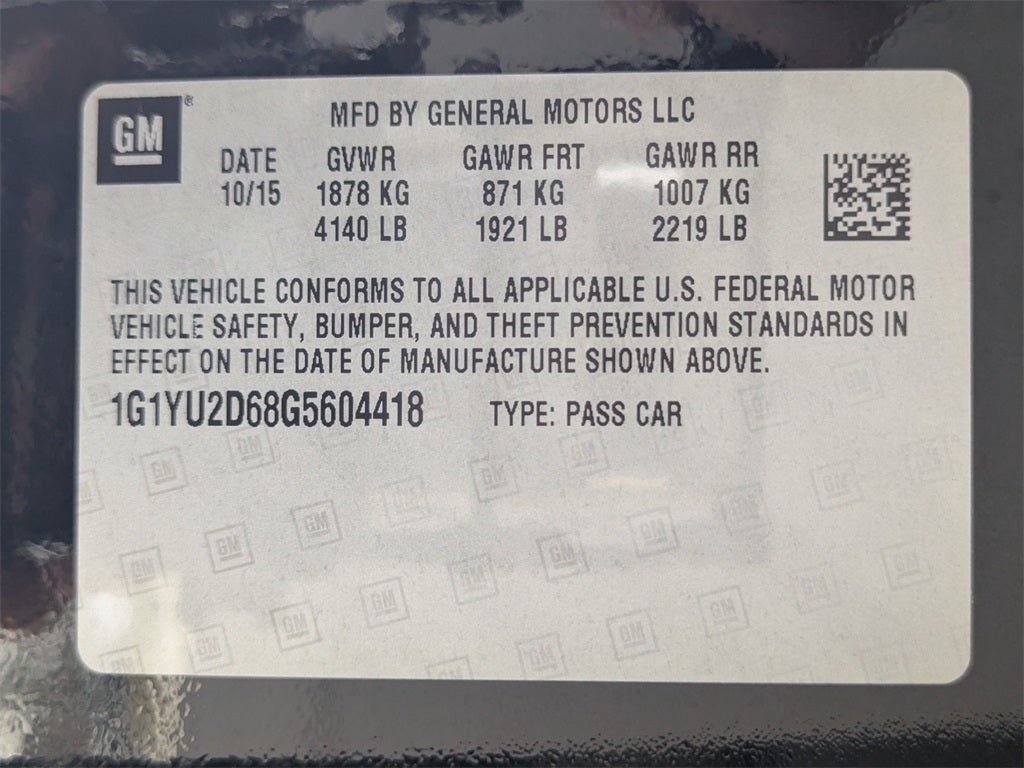 GM ®
MFD BY GENERAL MOTORS LLC
DATE GVWR GAWR FRT GAWR RR
10/15 1878 KG 871 KG 1007 KG
4140 LB 1921 LB 2219 LB
THIS VEHICLE CONFORMS TO ALL APPLICABLE U.S. FEDERAL MOTOR
VEHICLE SAFETY, BUMPER, AND THEFT PREVENTION STANDARDS IN
EFFECT ON THE DATE OF MANUFACTURE SHOWN ABOVE.
1G1YU2D68G5604418 TYPE: PASS CAR